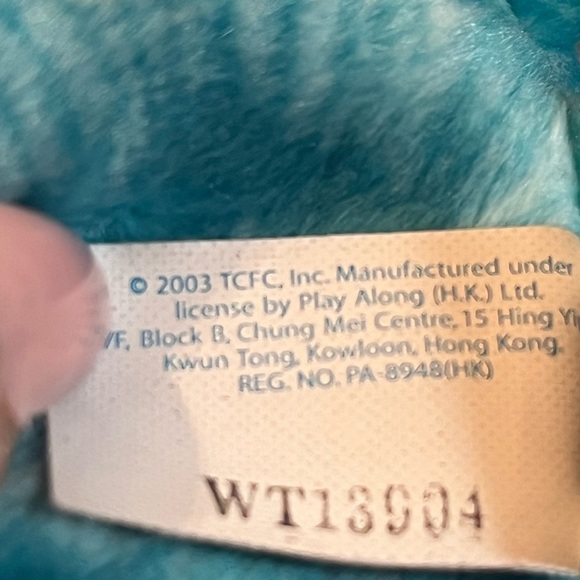 © 2003 TCFC, Inc. Manufactured under
license by Play Along (H.K.) Ltd.
/F, Block B, Chung Mei Centre, 15 Hing
Kwun Tong, Kowloon, Hong Kong.
REG. NO. PA-8948(HK)
WT13904